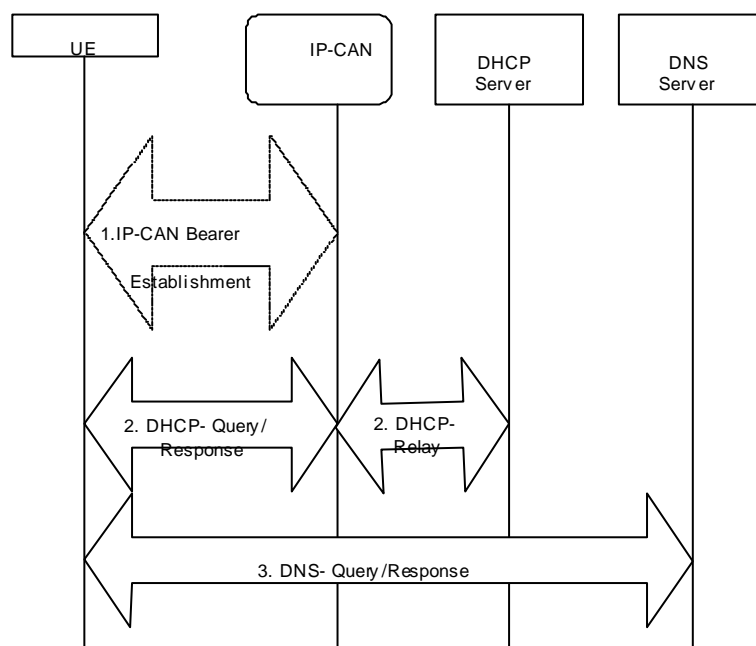 UE
IP-CAN
DHCP
Server
DNS
Server
1.IP-CAN Bearer
Establishment
2. DHCP- Query/
Response
2. DHCP-
Relay
3. DNS- Query/Response